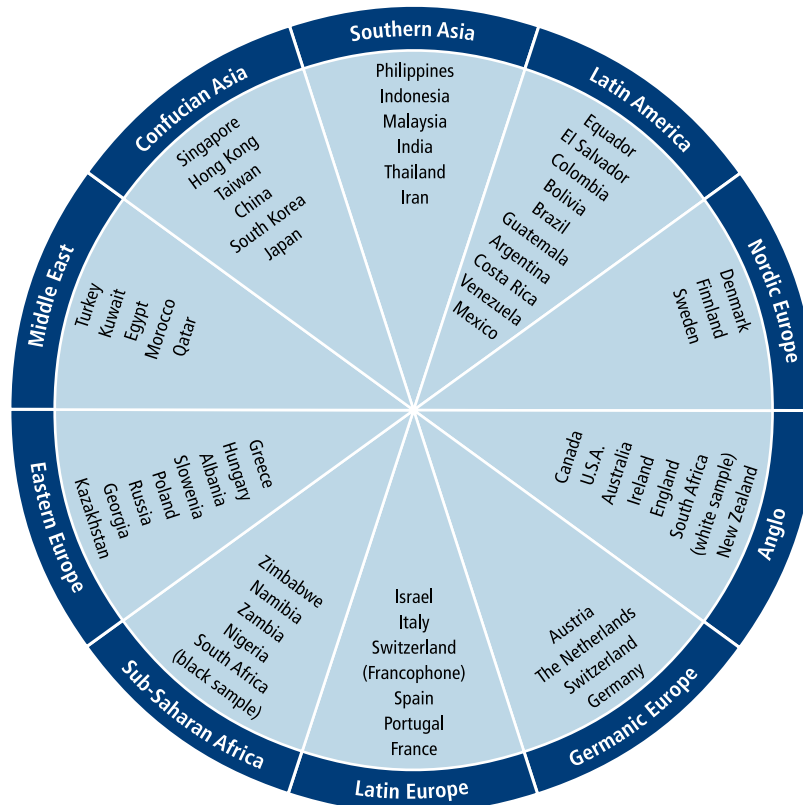 Southern Asia
Philippines
Indonesia
Malaysia
India
Thailand
Iran
Latin America
Equador
El Salvador
Colombia
Bolivia
Brazil
Guatemala
Argentina
Costa Rica
Venezuela
Mexico
Nordic Europe
Denmark
Finnland
Sweden
Anglo
Canada
U.S.A.
Australia
Ireland
England
South Africa
(white sample)
New Zealand
Germanic Europe
Austria
The Netherlands
Switzerland
Germany
Latin Europe
Israel
Italy
Switzerland
(Francophone)
Spain
Portugal
France
Sub-Saharan Africa
Zimbabwe
Namibia
Zambia
Nigeria
South Africa
(black sample)
Eastern Europe
Greece
Hungary
Albania
Slowenia
Poland
Russia
Georgia
Kazakhstan
Middle East
Turkey
Kuwait
Egypt
Morocco
Qatar
Confucian Asia
Singapore
Hong Kong
Taiwan
China
South Korea
Japan